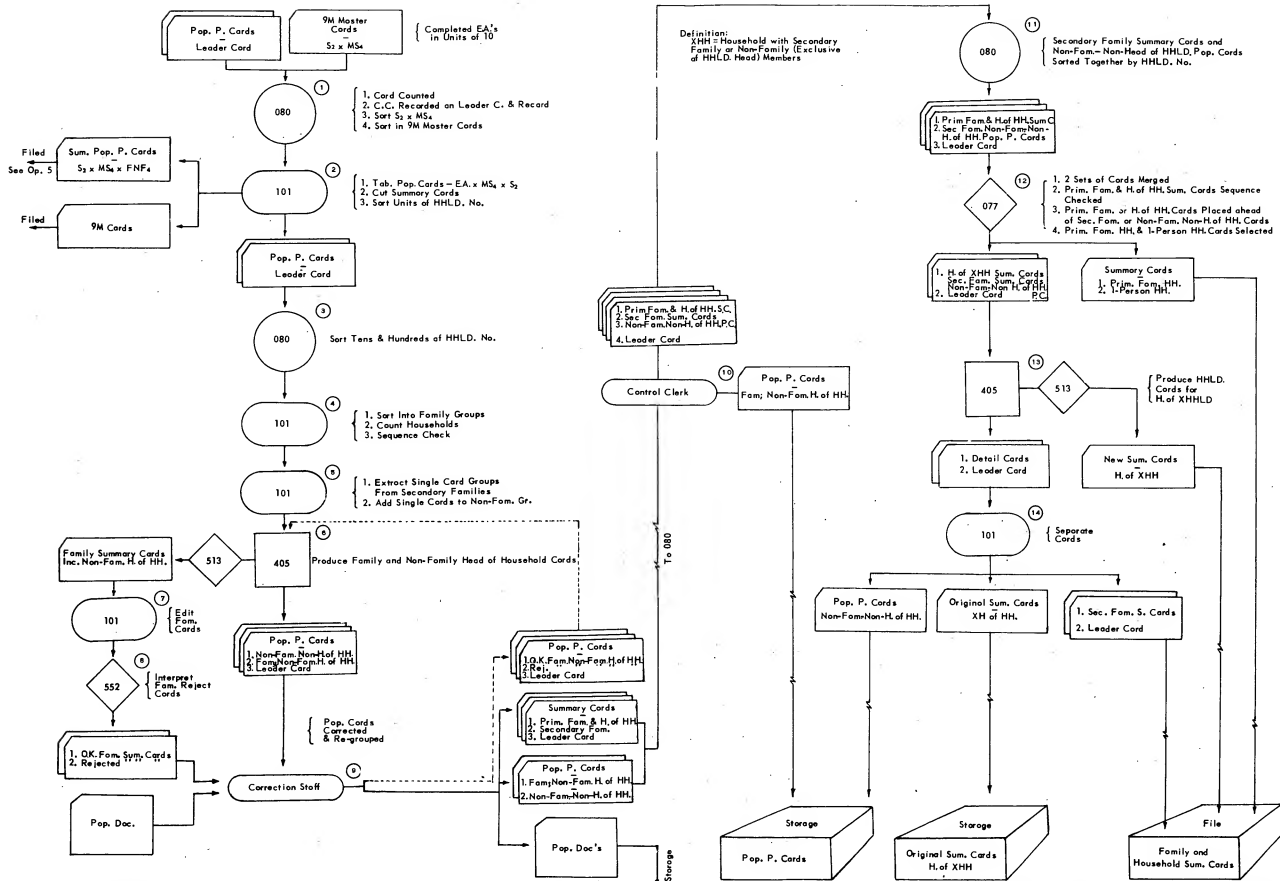 Pop. P. Cards
Leader Card
9M Master
Cards
S₂ x MS₄
Completed E.A.'s
in Units of 10
1
080
1. Card Counted
2. C.C. Recorded on Leader C. & Record
3. Sort S₂ x MS₄
4. Sort in 9M Master Cards
Filed
See Op. 5
Sum. Pop. P. Cards
S₂ x MS₄ x FNF₄
2
101
1. Tab. Pop. Cards – E.A. x MS₄ x S₂
2. Cut Summary Cards
3. Sort Units of HHLD. No.
Filed
9M Cards
Pop. P. Cards
Leader Card
3
080
Sort Tens & Hundreds of HHLD. No.
4
101
1. Sort Into Family Groups
2. Count Households
3. Sequence Check
5
101
1. Extract Single Card Groups
From Secondary Families
2. Add Single Cards to Non-Fam. Gr.
6
405
Produce Family and Non-Family Head of Household Cards
513
Family Summary Cards
Inc. Non-Fam. H. of HH.
7
101
Edit
Fam.
Cards
8
552
Interpret
Fam. Reject
Cards
1. O.K. Fam. Sum. Cards
2. Rejected " " "
Pop. Doc.
Pop. P. Cards
1. Non-Fam. Non-H. of HH.
2. Fam; Non-Fam. H. of HH.
3. Leader Card
Pop. Cards
Corrected
& Re-grouped
9
Correction Staff
Pop. P. Cards
1. O.K. Fam. Non-Fam. H. of HH.
2. Rej. " " "
3. Leader Card
Summary Cards
1. Prim. Fam. & H. of HH.
2. Secondary Fam.
3. Leader Card
Pop. P. Cards
1. Fam; Non-Fam. H. of HH.
2. Non-Fam-Non-H. of HH.
Pop. Doc's
Storage
To 080
1. Prim Fam. & H. of HH. S.C.
2. Sec Fam. Sum. Cards
3. Non-Fam. Non-H. of HH. P.C.
4. Leader Card
Control Clerk
10
Pop. P. Cards
Fam; Non-Fam. H. of HH.
Definition:
XHH = Household with Secondary
Family or Non-Family (Exclusive
of HHLD. Head) Members
11
080
Secondary Family Summary Cards and
Non-Fam. – Non-Head of HHLD. Pop. Cards
Sorted Together by HHLD. No.
1. Prim Fam. & H. of HH. Sum C.
2. Sec Fam. Non-Fam-Non-
H. of HH. Pop. P. Cards
3. Leader Card
12
077
1. 2 Sets of Cards Merged
2. Prim. Fam. & H. of HH. Sum. Cards Sequence
Checked
3. Prim. Fam. or H. of HH. Cards Placed ahead
of Sec. Fam. or Non-Fam. Non-H. of HH. Cards
4. Prim. Fam. HH. & 1-Person HH. Cards Selected
1. H. of XHH Sum. Cards
Sec. Fam. Sum. Cards
Non-Fam-Non H. of HH.
P.C.
2. Leader Card
Summary Cards
1. Prim. Fam. HH.
2. 1-Person HH.
13
405
513
Produce HHLD.
Cards for
H. of XHHLD
1. Detail Cards
2. Leader Card
New Sum. Cards
H. of XHH
14
101
Separate
Cards
Pop. P. Cards
Non-Fam-Non-H. of HH.
Original Sum. Cards
XH of HH.
1. Sec. Fam. S. Cards
2. Leader Card
Storage
Pop. P. Cards
Storage
Original Sum. Cards
H. of XHH
File
Family and
Household Sum. Cards